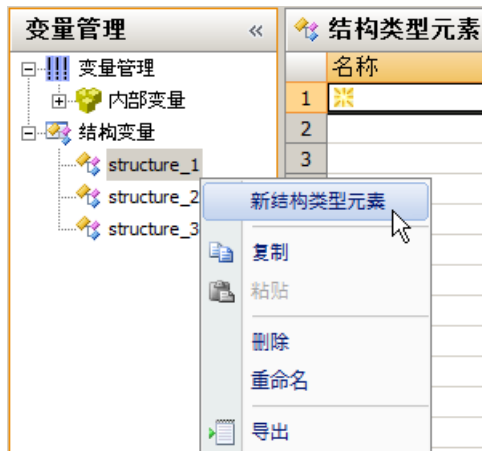 变量管理 «
结构类型元素
名称
变量管理
内部变量
结构变量
structure_1
structure_2
structure_3
1
2
3
新结构类型元素
复制
粘贴
删除
重命名
导出